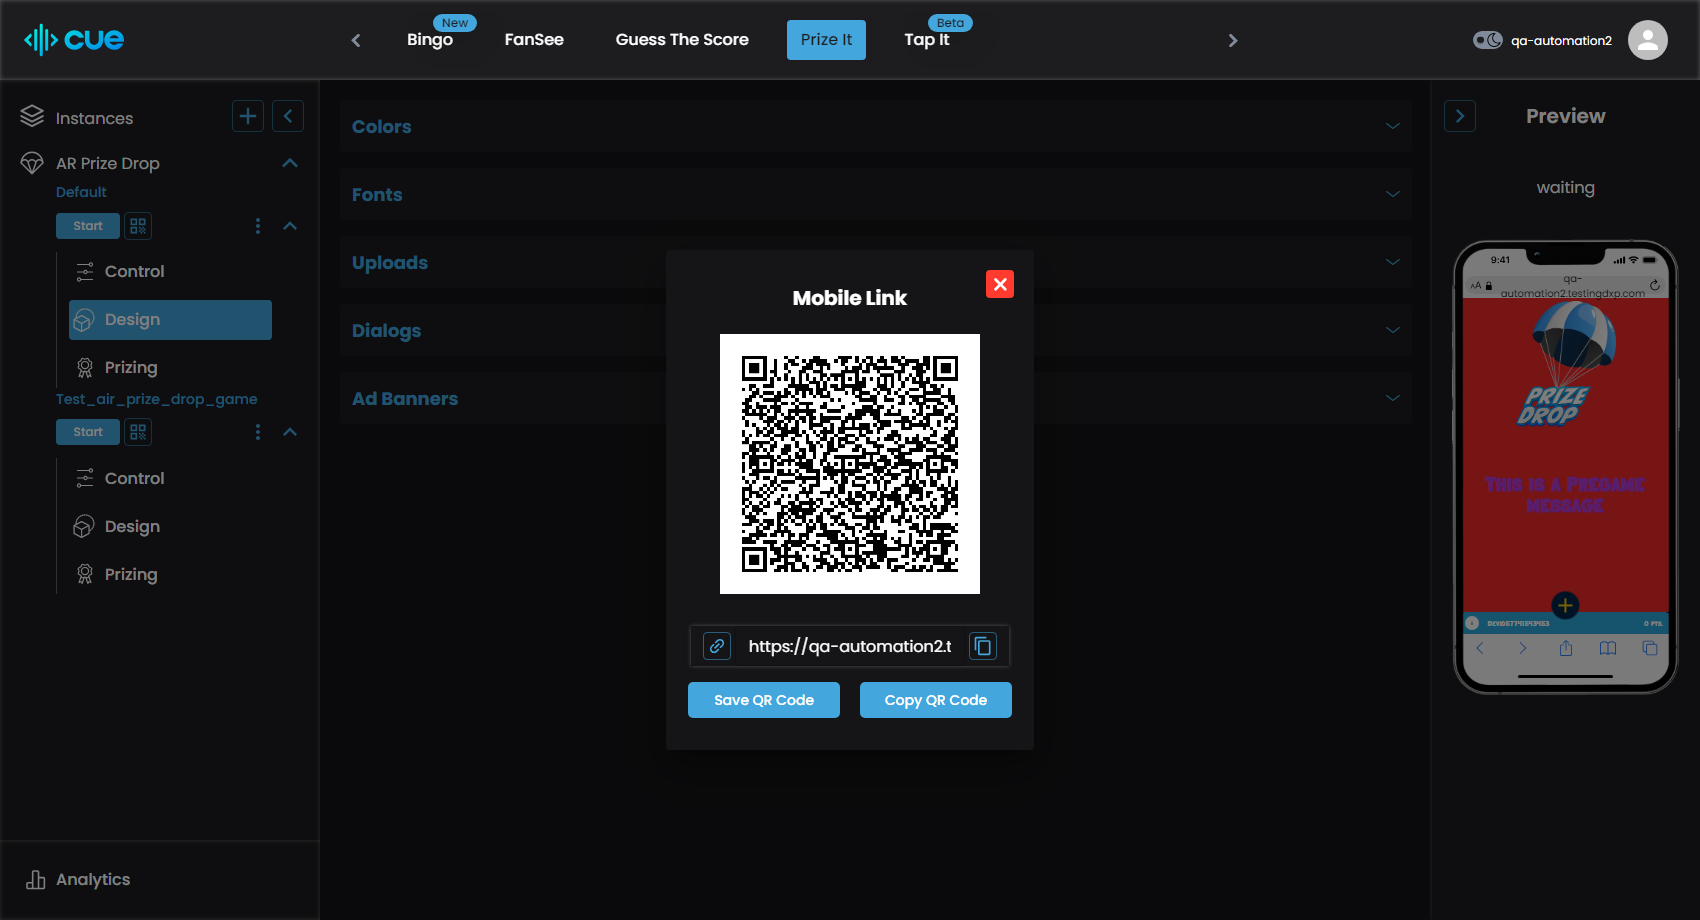 cue
Bingo
New
FanSee
Guess The Score
Prize It
Tap It
Beta
qa-automation2
Instances
AR Prize Drop
Default
Start
Control
Design
Prizing
Test_air_prize_drop_game
Start
Control
Design
Prizing
Analytics
Colors
Fonts
Uploads
Dialogs
Ad Banners
Mobile Link
https://qa-automation2.t
Save QR Code
Copy QR Code
Preview
waiting
9:41
AA
qa-
automation2.testingdxp.com
PRIZE
DROP
This is a Pregame
message
0 PTS.